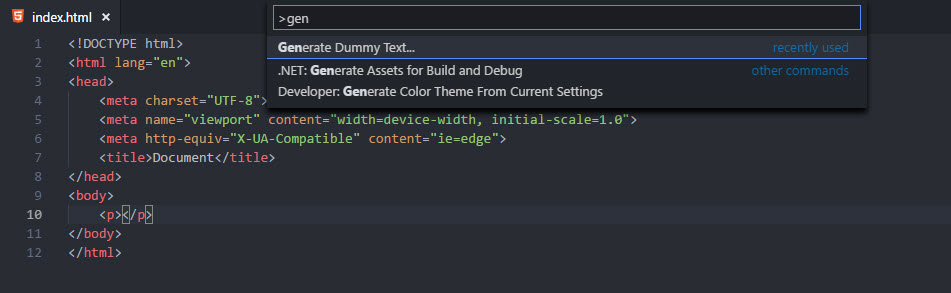 index.html ×
>gen
Generate Dummy Text... recently used
.NET: Generate Assets for Build and Debug other commands
Developer: Generate Color Theme From Current Settings
1 <!DOCTYPE html>
2 <html lang="en">
3 <head>
4 <meta charset="UTF-8">
5 <meta name="viewport" content="width=device-width, initial-scale=1.0">
6 <meta http-equiv="X-UA-Compatible" content="ie=edge">
7 <title>Document</title>
8 </head>
9 <body>
10 <p></p>
11 </body>
12 </html>